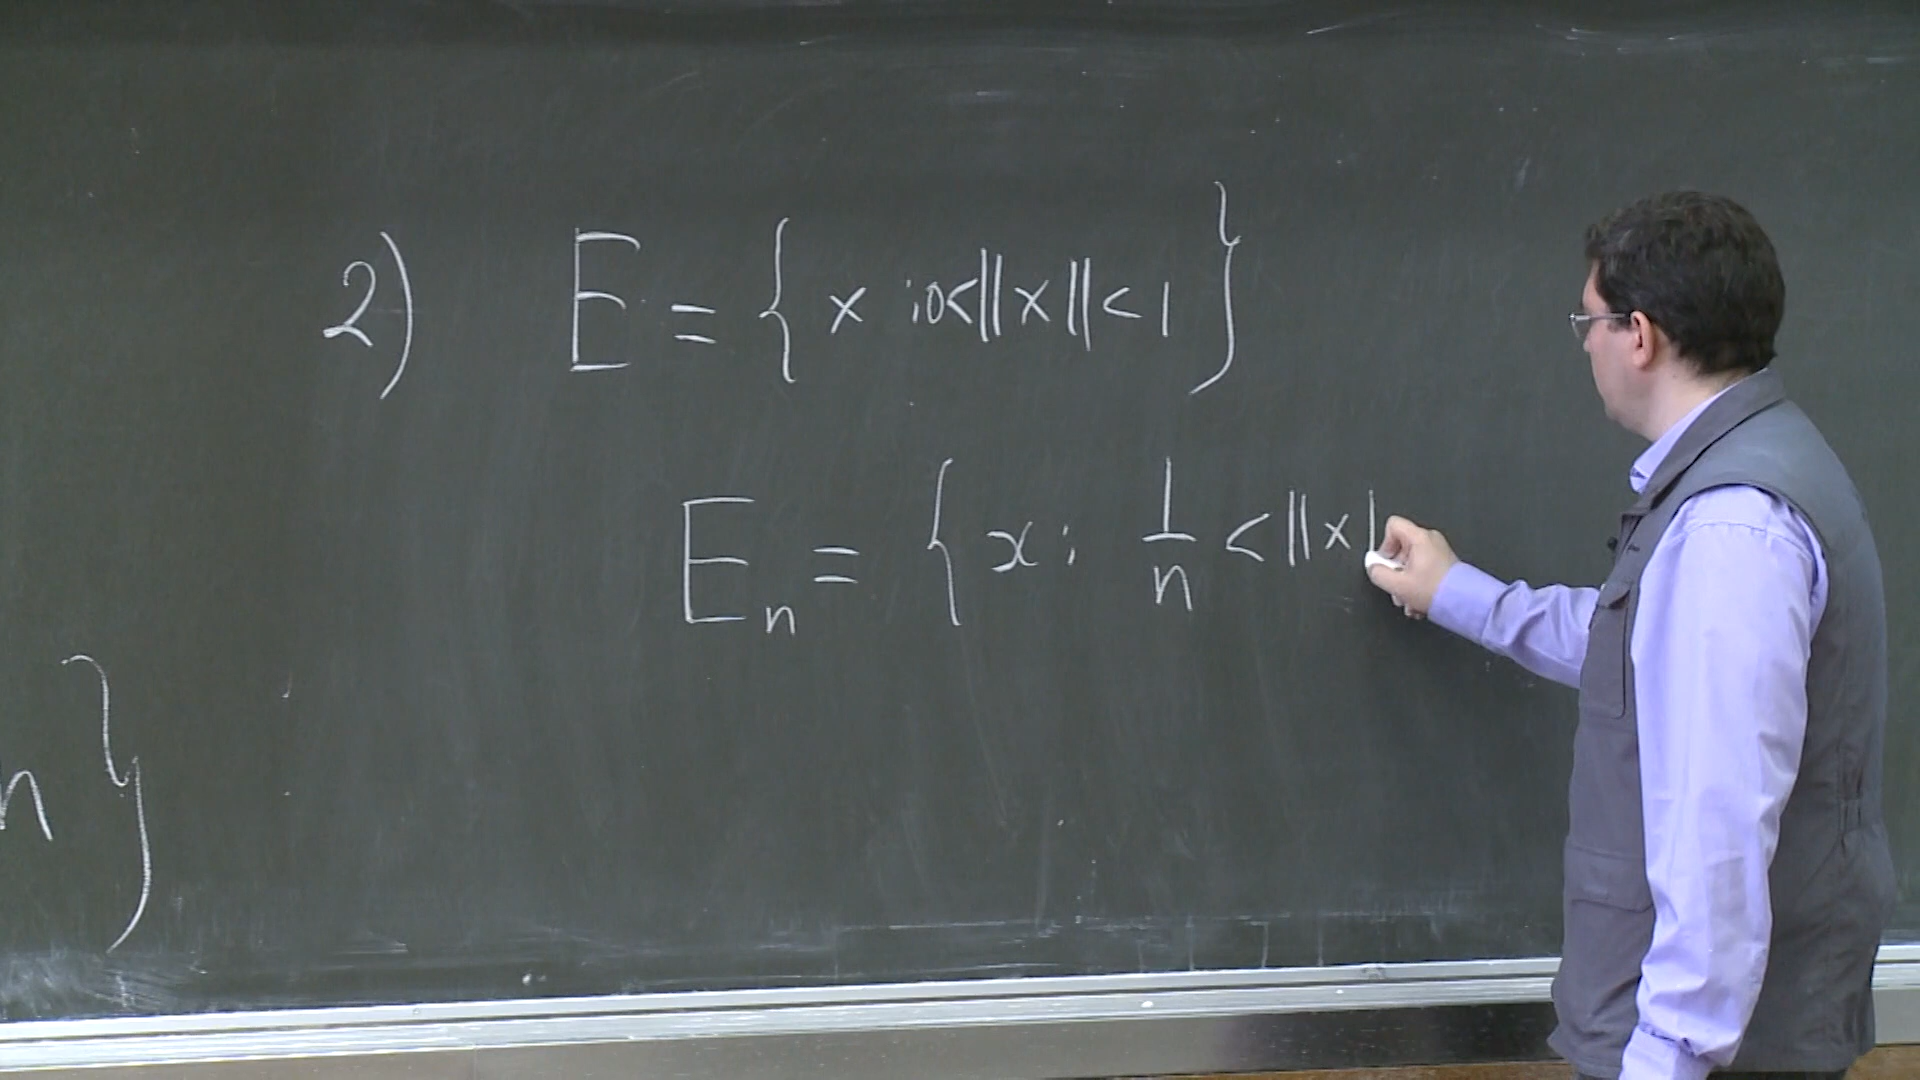 2) E = { x : 0 < ||x|| < 1 }
E_n = { x : 1/n < ||x|
n }